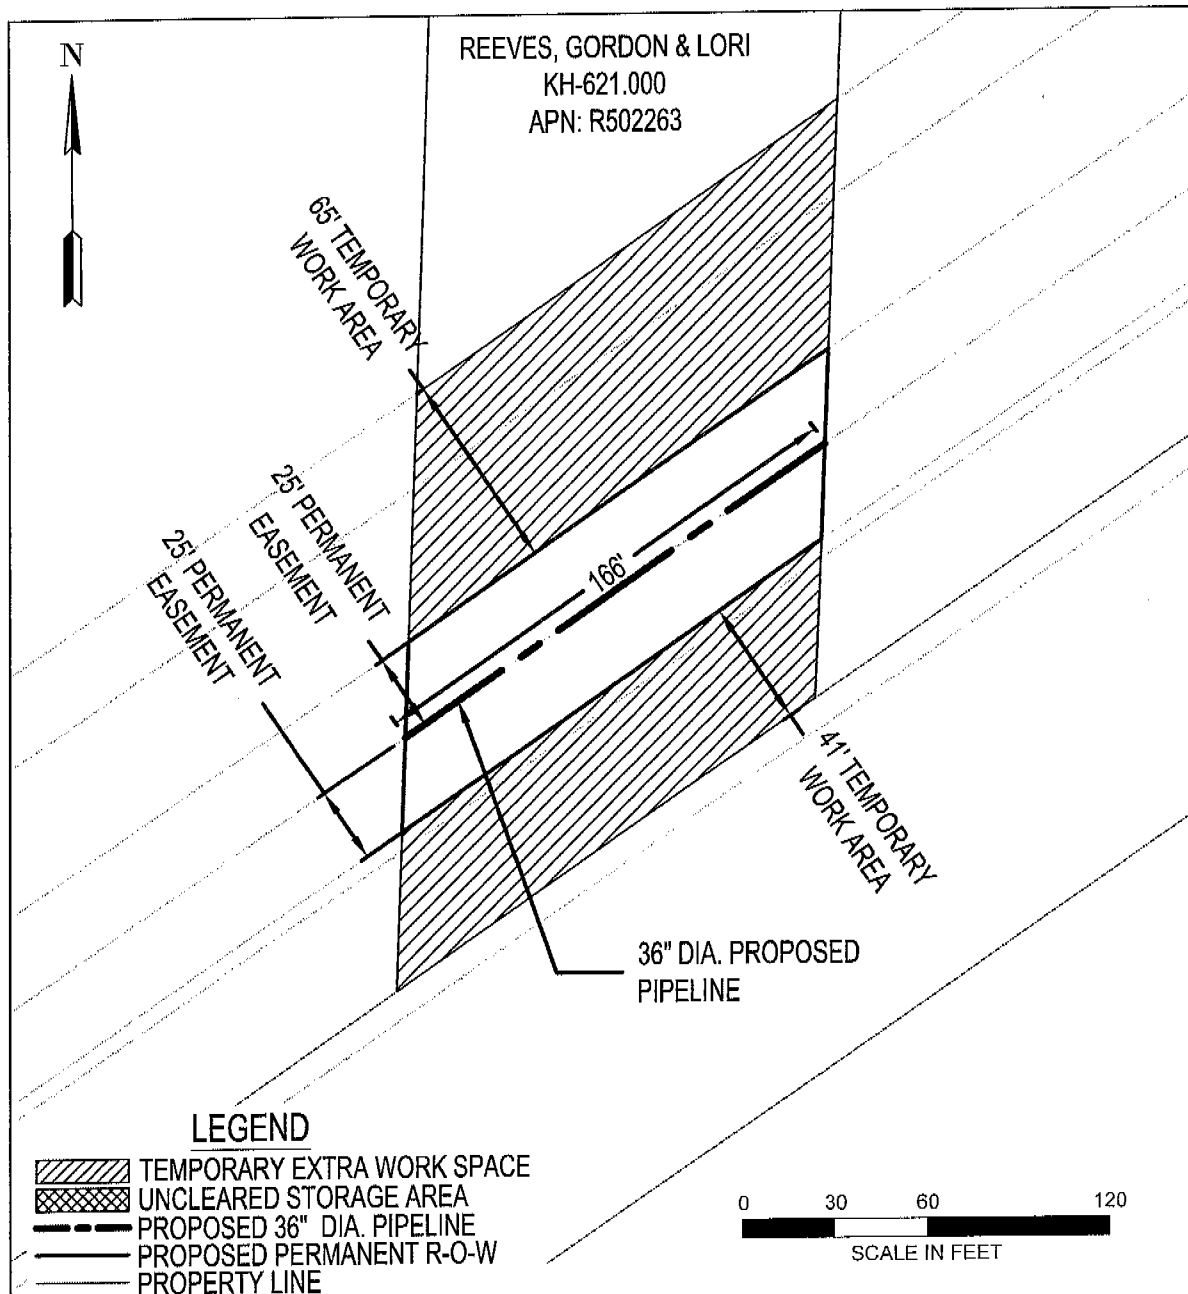 N
REEVES, GORDON & LORI
KH-621.000
APN: R502263
65' TEMPORARY
WORK AREA
25' PERMANENT
EASEMENT
25' PERMANENT
EASEMENT
166'
41' TEMPORARY
WORK AREA
36" DIA. PROPOSED
PIPELINE
LEGEND
TEMPORARY EXTRA WORK SPACE
UNCLEARED STORAGE AREA
PROPOSED 36" DIA. PIPELINE
PROPOSED PERMANENT R-O-W
PROPERTY LINE
0 30 60 120
SCALE IN FEET